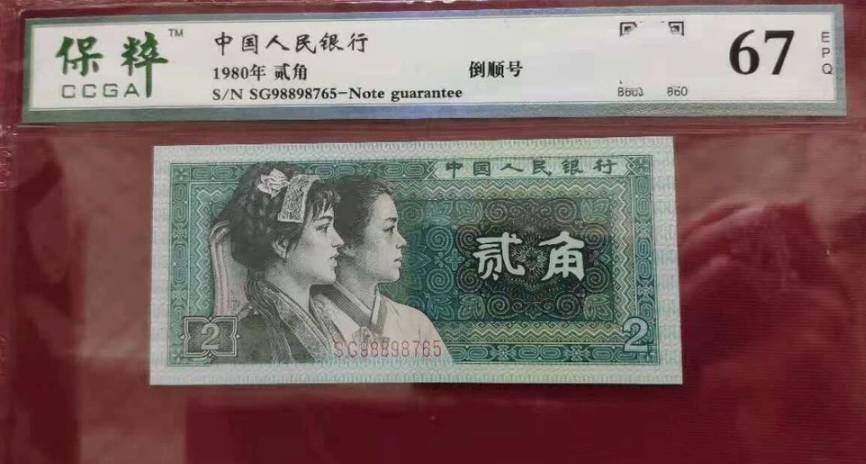 保粹 TM
CCGA
中国人民银行
1980年 贰角
倒顺号
S/N SG98898765-Note guarantee
67
EPQ
中国人民银行
贰角
2
SG98898765
2